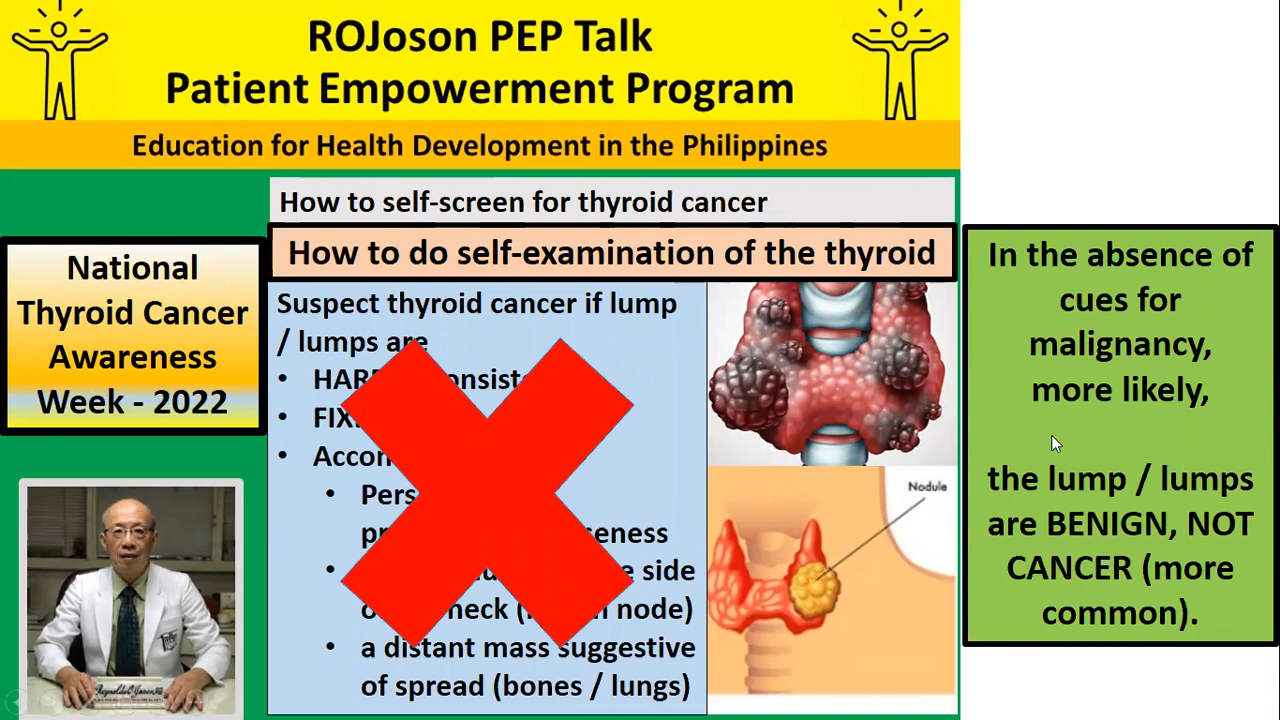 ROJoson PEP Talk
Patient Empowerment Program
Education for Health Development in the Philippines
How to self-screen for thyroid cancer
How to do self-examination of the thyroid
National
Thyroid Cancer
Awareness
Week - 2022
Suspect thyroid cancer if lump
/ lumps are
• 
• 
• 
• 
• side
neck node)
• a distant mass suggestive
of spread (bones / lungs)
Nodule
In the absence of
cues for
malignancy,
more likely,
the lump / lumps
are BENIGN, NOT
CANCER (more
common).